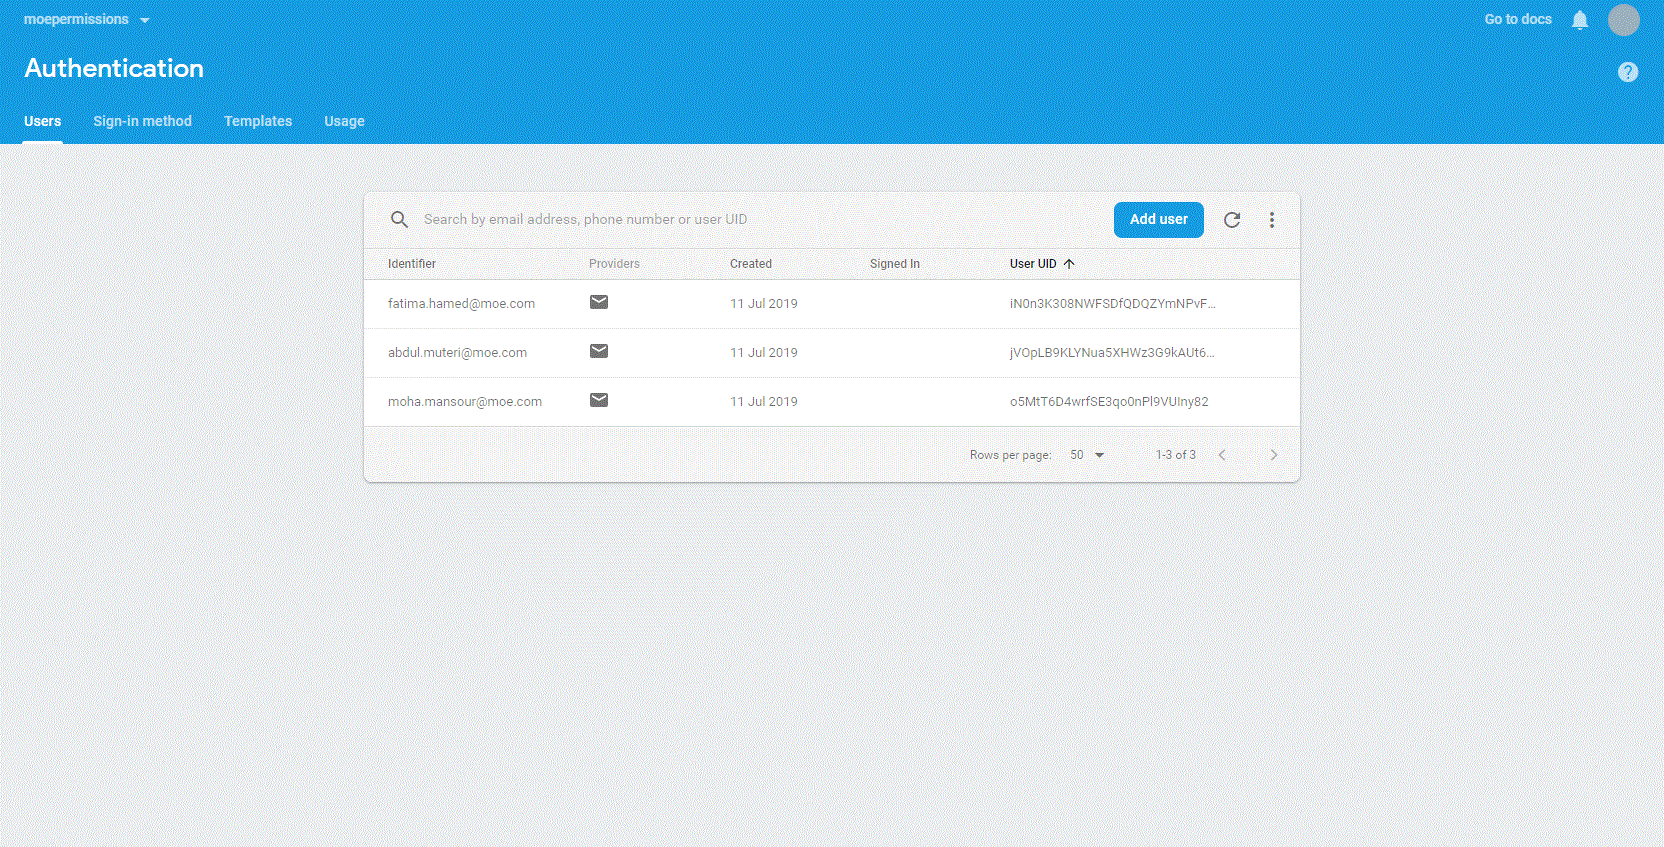 moepermissions
Go to docs
Authentication
?
Users Sign-in method Templates Usage
Search by email address, phone number or user UID
Add user
Identifier Providers Created Signed In User UID
fatima.hamed@moe.com 11 Jul 2019 iN0n3K308NWFSDfQDQZYmNPvF...
abdul.muteri@moe.com 11 Jul 2019 jVOpLB9KLYNua5XHWz3G9kAUt6...
moha.mansour@moe.com 11 Jul 2019 o5MtT6D4wrfSE3qo0nPl9VUIny82
Rows per page: 50 1-3 of 3